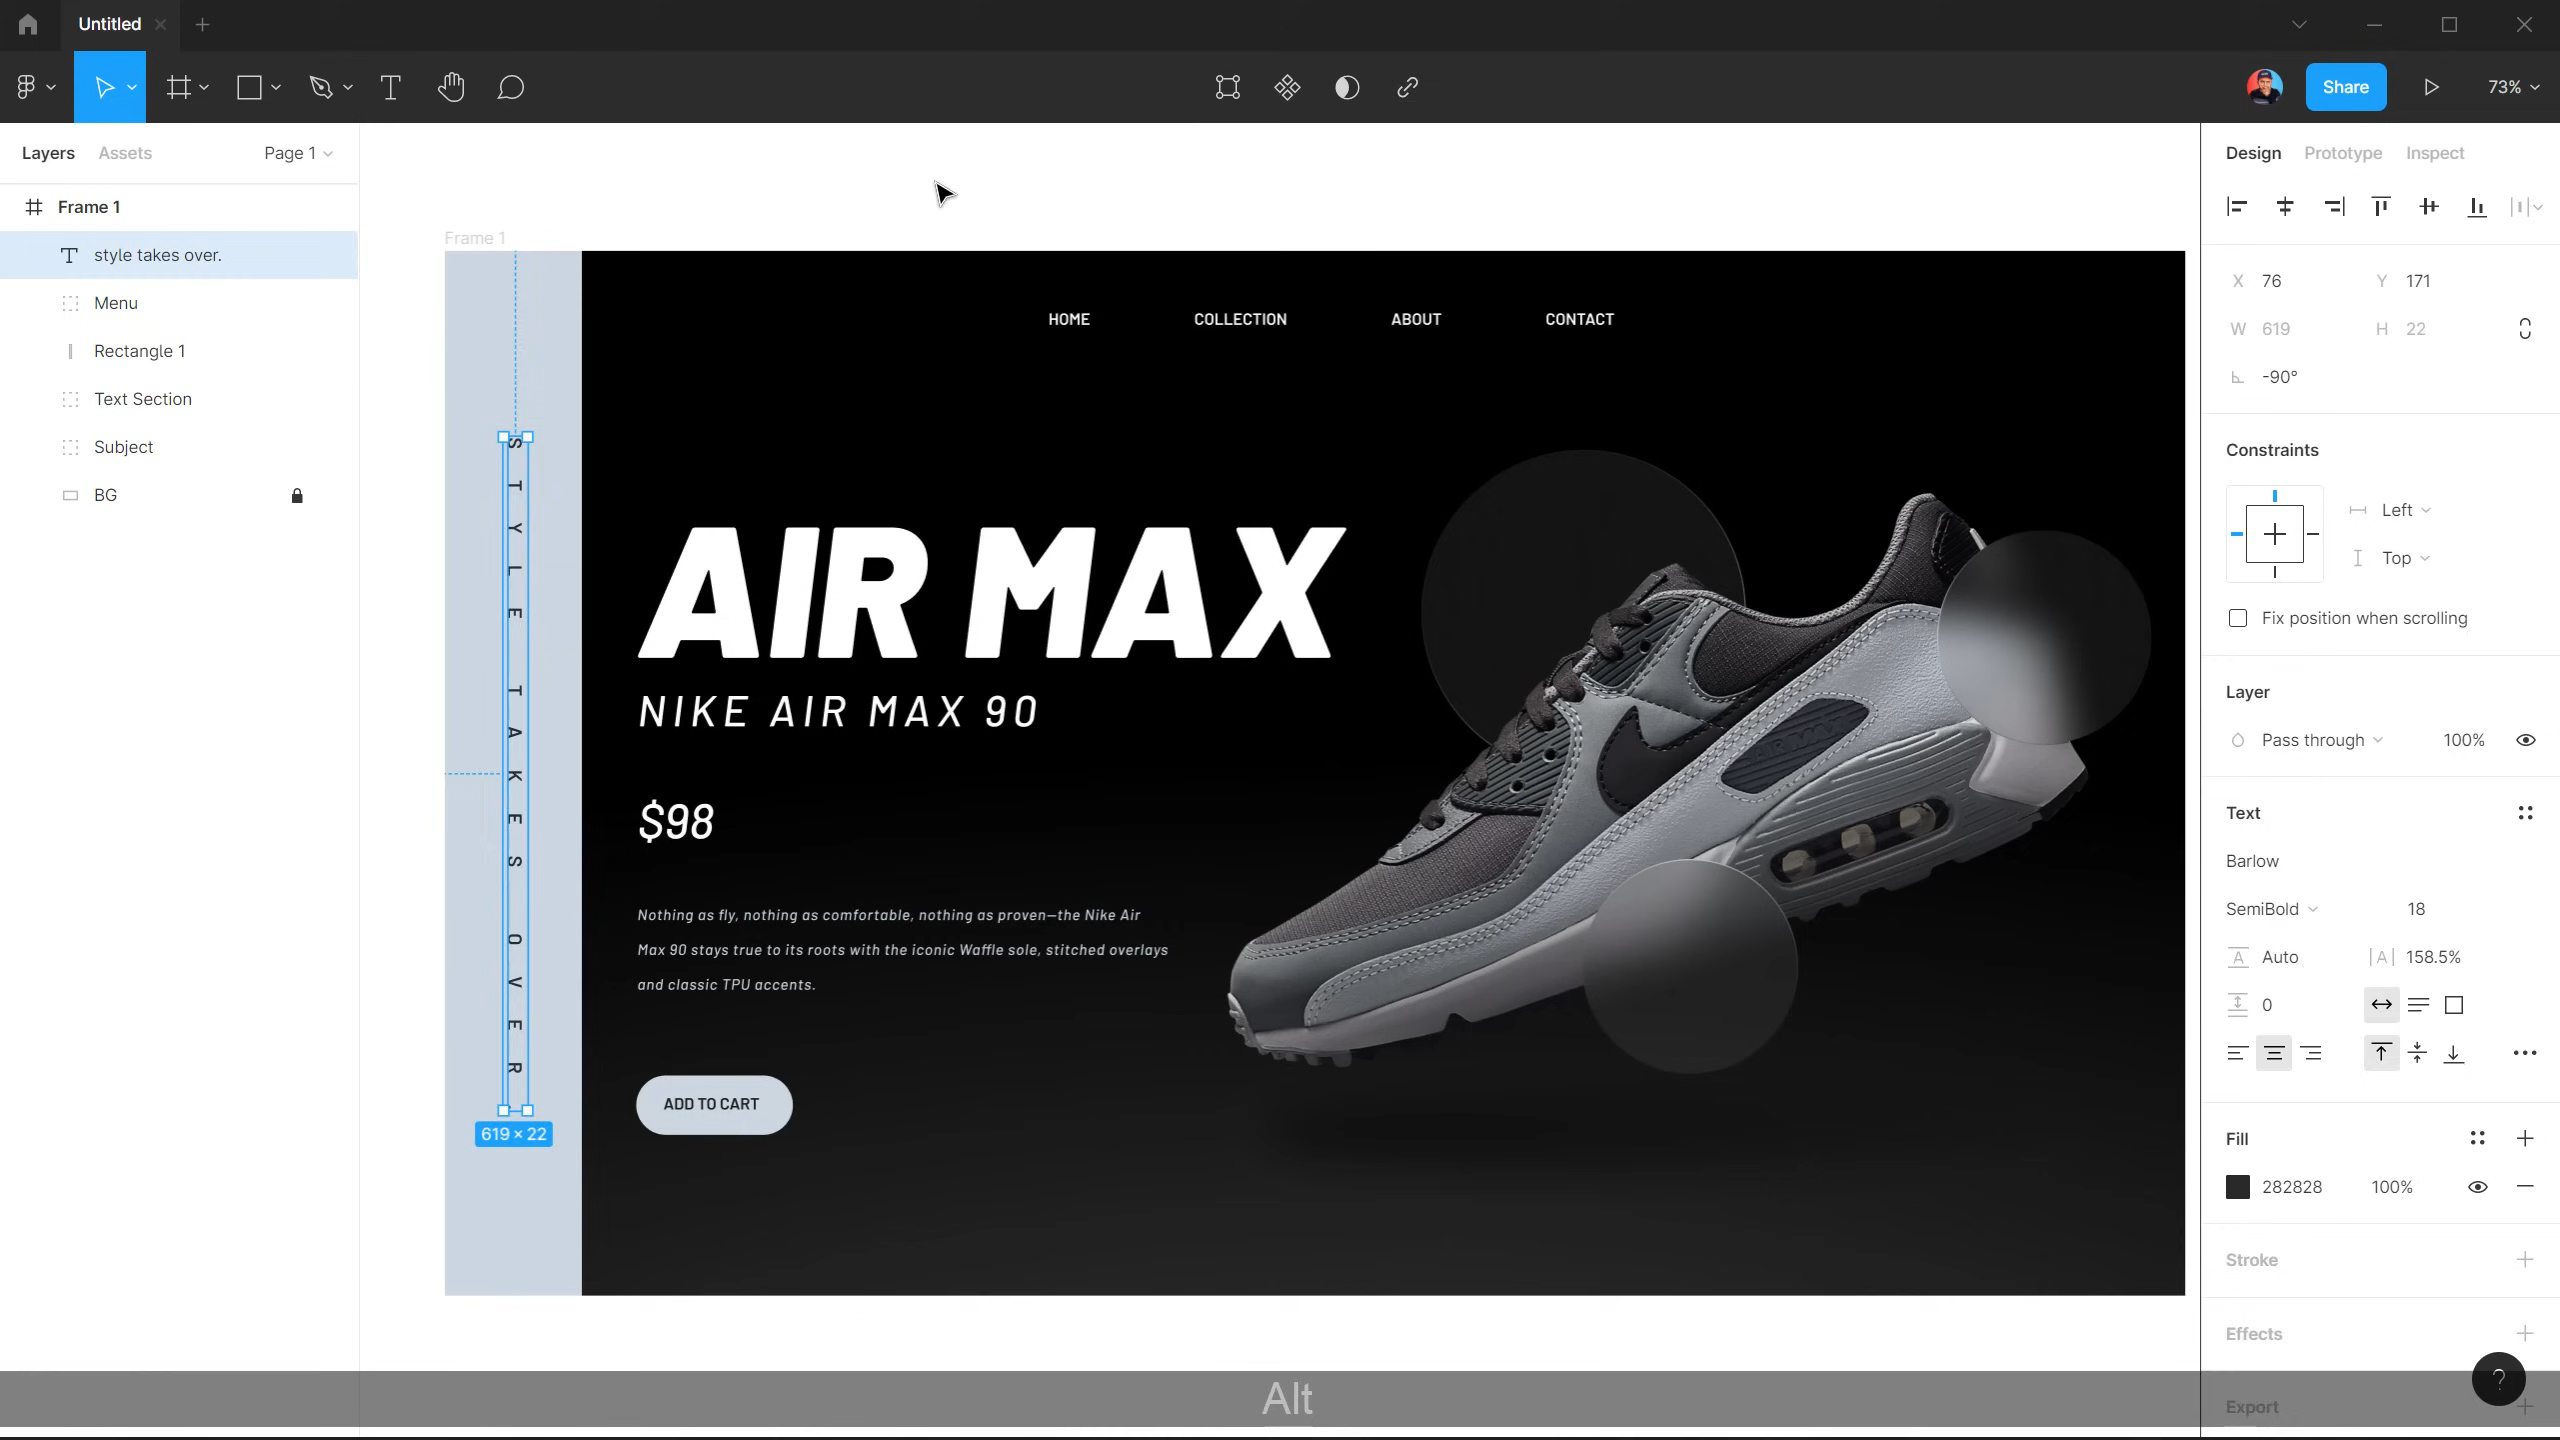 Untitled
Share
73%
Layers
Assets
Page 1
Frame 1
style takes over.
Menu
Rectangle 1
Text Section
Subject
BG
Frame 1
STYLE TAKES OVER
619 × 22
HOME
COLLECTION
ABOUT
CONTACT
AIR MAX
NIKE AIR MAX 90
$98
Nothing as fly, nothing as comfortable, nothing as proven—the Nike Air
Max 90 stays true to its roots with the iconic Waffle sole, stitched overlays
and classic TPU accents.
ADD TO CART
AIR MAX
Design
Prototype
Inspect
X 76
Y 171
W 619
H 22
-90°
Constraints
Left
Top
Fix position when scrolling
Layer
Pass through
100%
Text
Barlow
SemiBold
18
A Auto
|A| 158.5%
0
Fill
282828
100%
Stroke
Effects
Export
?
Alt